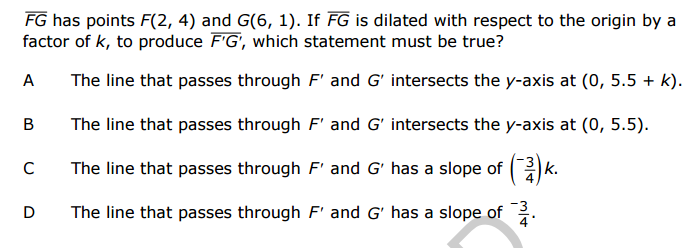 FG has points F(2, 4) and G(6, 1). If FG is dilated with respect to the origin by a
factor of k, to produce F'G', which statement must be true?
A The line that passes through F' and G' intersects the y-axis at (0, 5.5 + k).
B The line that passes through F' and G' intersects the y-axis at (0, 5.5).
C The line that passes through F' and G' has a slope of (⁻3/4)k.
D The line that passes through F' and G' has a slope of ⁻3/4.